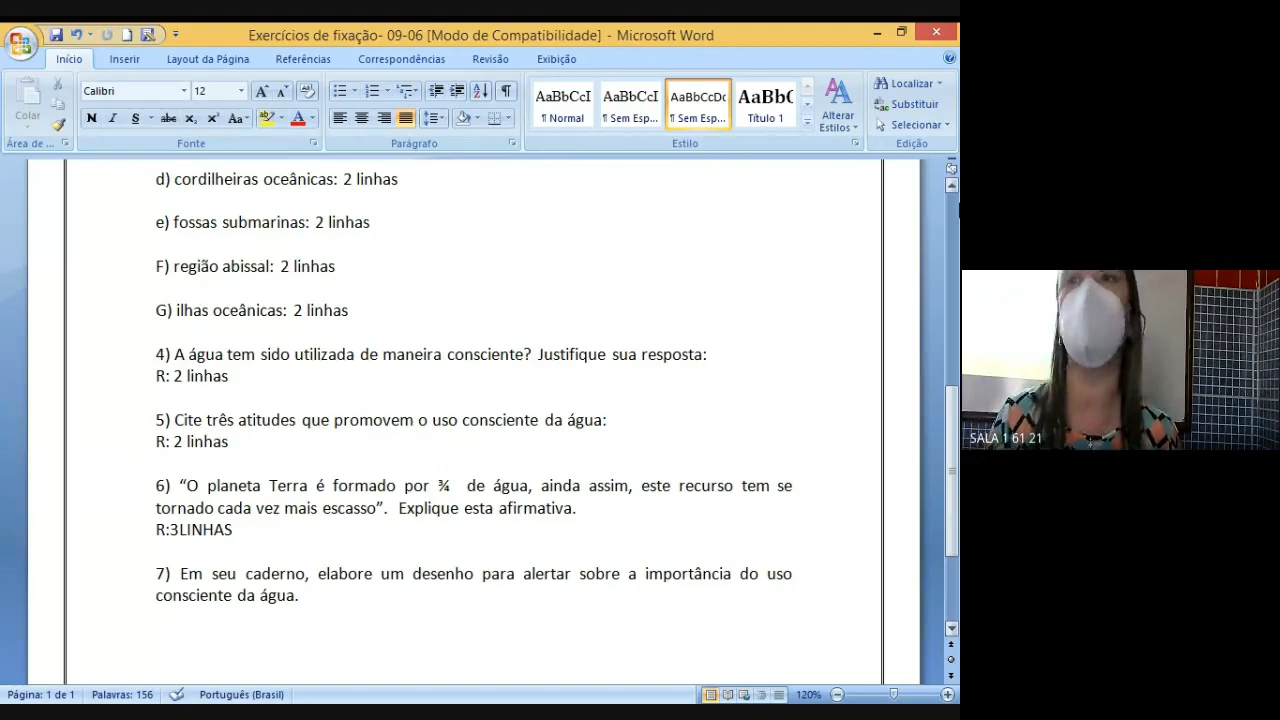 Exercícios de fixação- 09-06 [Modo de Compatibilidade] - Microsoft Word
Início Inserir Layout da Página Referências Correspondências Revisão Exibição
Colar
Calibri 12
N I S abc x₂ x² Aa ab A
AaBbCcI AaBbCcI AaBbCcDc AaBbC
¶ Normal ¶ Sem Esp... ¶ Sem Esp... Título 1
Alterar Estilos
Localizar
Substituir
Selecionar
Área de ... Fonte Parágrafo Estilo Edição
d) cordilheiras oceânicas: 2 linhas
e) fossas submarinas: 2 linhas
F) região abissal: 2 linhas
G) ilhas oceânicas: 2 linhas
4) A água tem sido utilizada de maneira consciente? Justifique sua resposta:
R: 2 linhas
5) Cite três atitudes que promovem o uso consciente da água:
R: 2 linhas
6) “O planeta Terra é formado por ¾ de água, ainda assim, este recurso tem se
tornado cada vez mais escasso”. Explique esta afirmativa.
R:3LINHAS
7) Em seu caderno, elabore um desenho para alertar sobre a importância do uso
consciente da água.
Página: 1 de 1 Palavras: 156 Português (Brasil) 120%
SALA 1 61 21